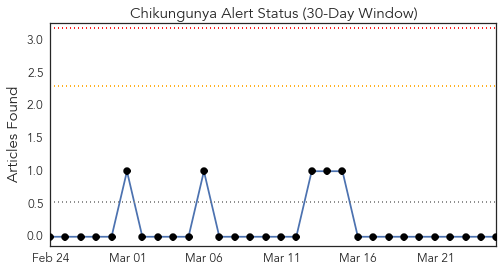 Chikungunya Alert Status (30-Day Window)
Articles Found
3.0
2.5
2.0
1.5
1.0
0.5
0.0
Feb 24 Mar 01 Mar 06 Mar 11 Mar 16 Mar 21